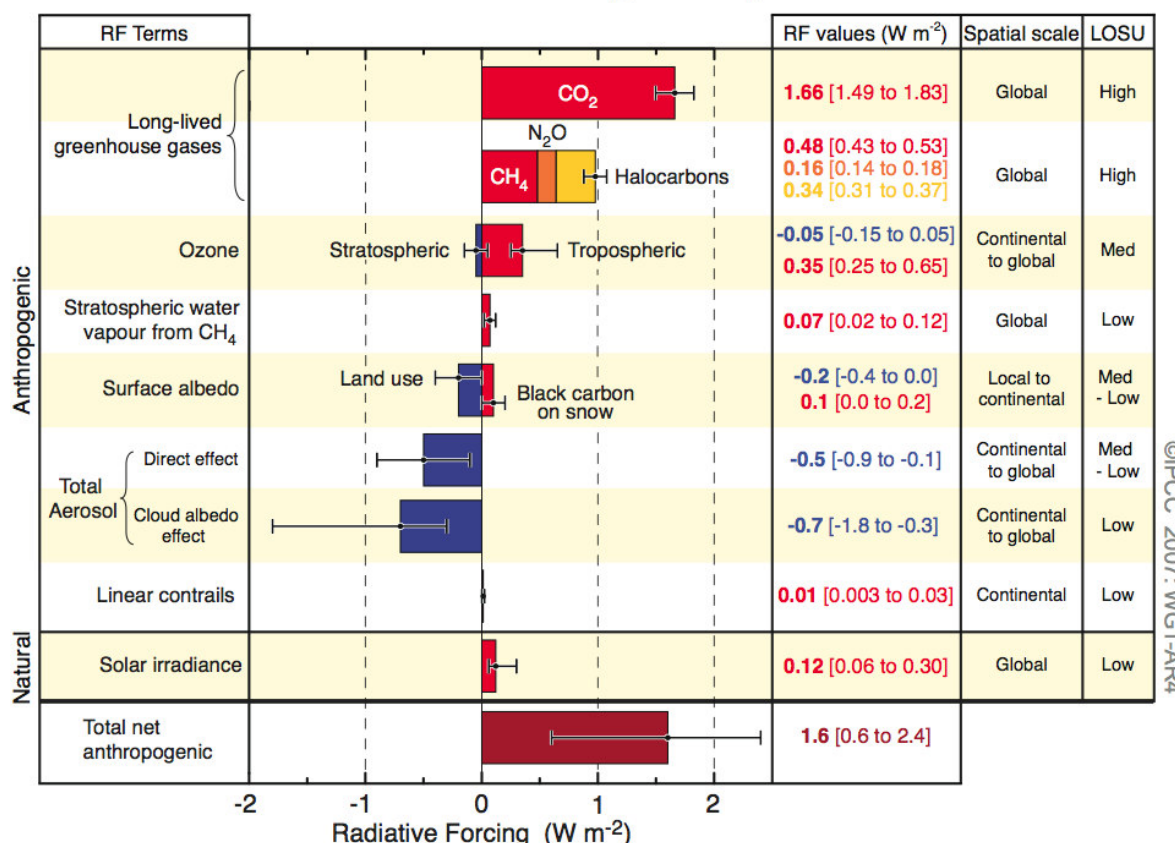 RF Terms
RF values (W m-2)
Spatial scale
LOSU
Anthropogenic
Long-lived
greenhouse gases
CO2
1.66 [1.49 to 1.83]
Global
High
N2O
CH4
Halocarbons
0.48 [0.43 to 0.53]
0.16 [0.14 to 0.18]
0.34 [0.31 to 0.37]
Global
High
Ozone
Stratospheric
Tropospheric
-0.05 [-0.15 to 0.05]
0.35 [0.25 to 0.65]
Continental
to global
Med
Stratospheric water
vapour from CH4
0.07 [0.02 to 0.12]
Global
Low
Surface albedo
Land use
Black carbon
on snow
-0.2 [-0.4 to 0.0]
0.1 [0.0 to 0.2]
Local to
continental
Med
- Low
Total
Aerosol
Direct effect
-0.5 [-0.9 to -0.1]
Continental
to global
Med
- Low
Cloud albedo
effect
-0.7 [-1.8 to -0.3]
Continental
to global
Low
Linear contrails
0.01 [0.003 to 0.03]
Continental
Low
Natural
Solar irradiance
0.12 [0.06 to 0.30]
Global
Low
Total net
anthropogenic
1.6 [0.6 to 2.4]
-2 -1 0 1 2
Radiative Forcing (W m-2)
©IPCC 2007: WG1-AR4